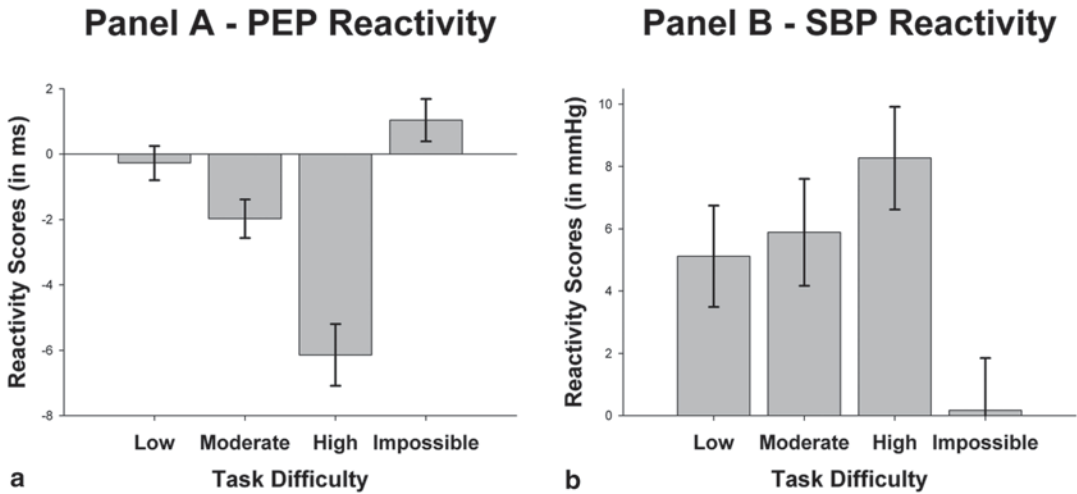 Panel A - PEP Reactivity
Reactivity Scores (in ms)
2
0
-2
-4
-6
-8
Low Moderate High Impossible
Task Difficulty
a
Panel B - SBP Reactivity
Reactivity Scores (in mmHg)
10
8
6
4
2
0
Low Moderate High Impossible
Task Difficulty
b